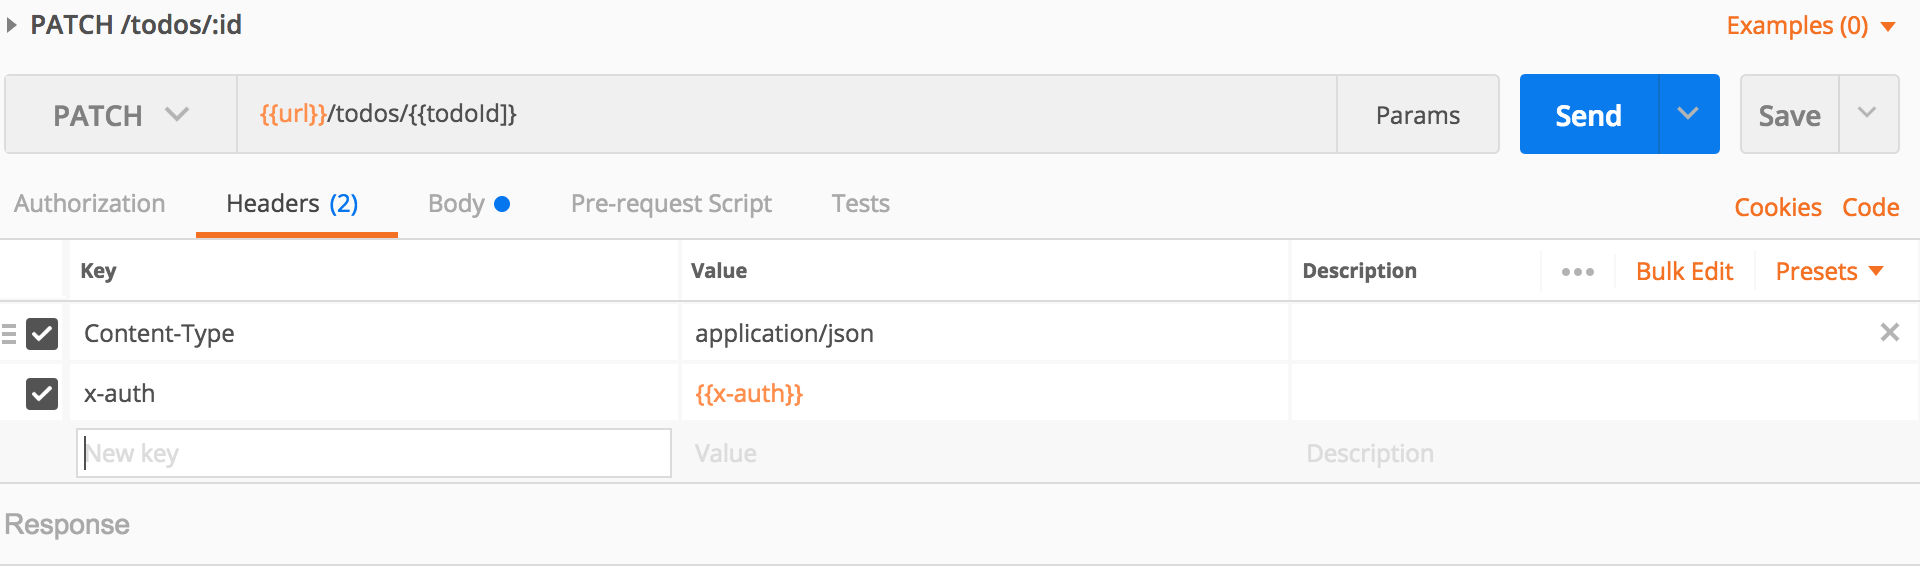 PATCH /todos/:id
Examples (0)
PATCH
{{url}}/todos/{{todoId]}
Params
Send
Save
Authorization
Headers (2)
Body
Pre-request Script
Tests
Cookies
Code
Key
Value
Description
Bulk Edit
Presets
Content-Type
application/json
x-auth
{{x-auth}}
New key
Value
Description
Response